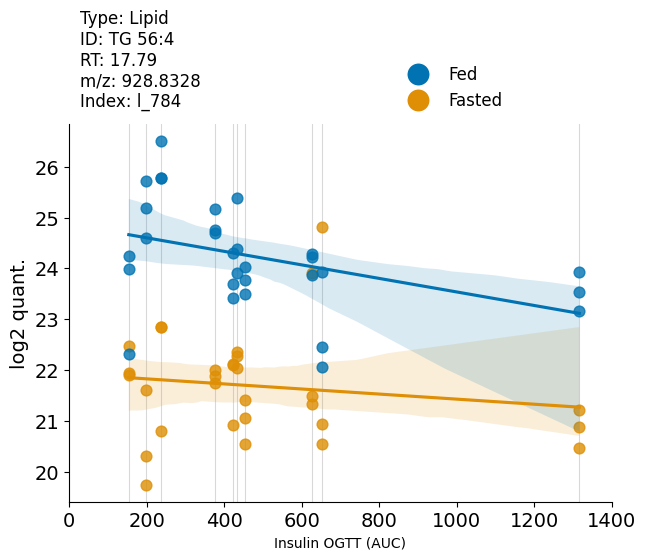 Type: Lipid
ID: TG 56:4
RT: 17.79
m/z: 928.8328
Index: l_784
Fed
Fasted
26
25
24
23
22
21
20
log2 quant.
0 200 400 600 800 1000 1200 1400
Insulin OGTT (AUC)